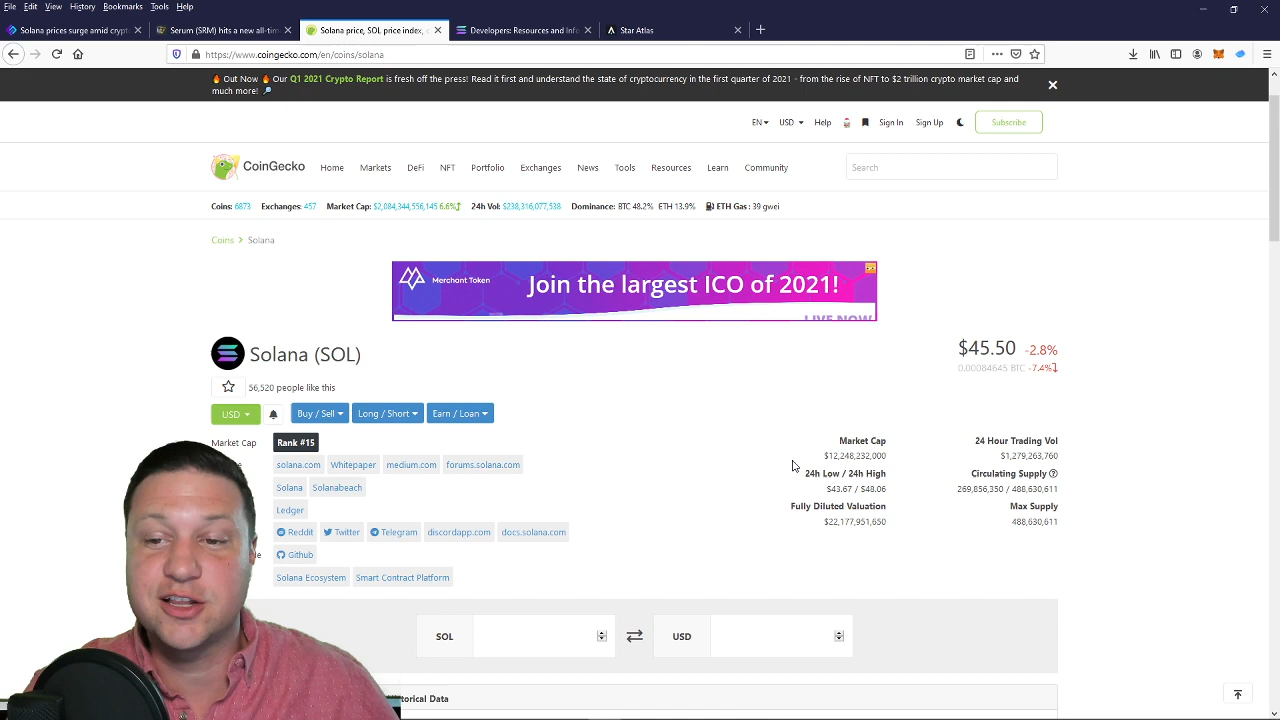 File Edit View History Bookmarks Tools Help
Solana prices surge amid crypt
Serum (SRM) hits a new all-tim
Solana price, SOL price index,
Developers: Resources and Info
Star Atlas
https://www.coingecko.com/en/coins/solana
🔥 Out Now 🔥 Our Q1 2021 Crypto Report is fresh off the press! Read it first and understand the state of cryptocurrency in the first quarter of 2021 - from the rise of NFT to $2 trillion crypto market cap and
much more! 🔎
EN USD Help Sign In Sign Up Subscribe
CoinGecko Home Markets DeFi NFT Portfolio Exchanges News Tools Resources Learn Community Search
Coins: 6873 Exchanges: 457 Market Cap: $2,084,344,556,145 6.6% 24h Vol: $238,316,077,538 Dominance: BTC 48.2% ETH 13.9% ETH Gas: 39 gwei
Coins > Solana
Merchant Token Join the largest ICO of 2021!
LIVE NOW
Solana (SOL)
$45.50 -2.8%
0.00084645 BTC -7.4%
56,520 people like this
USD Buy / Sell Long / Short Earn / Loan
Market Cap Rank #15
solana.com Whitepaper medium.com forums.solana.com
Solana Solanabeach
Ledger
Reddit Twitter Telegram discordapp.com docs.solana.com
Github
Solana Ecosystem Smart Contract Platform
Market Cap 24 Hour Trading Vol
$12,248,232,000 $1,279,263,760
24h Low / 24h High Circulating Supply
$43.67 / $48.06 269,856,350 / 488,630,611
Fully Diluted Valuation Max Supply
$22,177,951,650 488,630,611
SOL USD
Historical Data